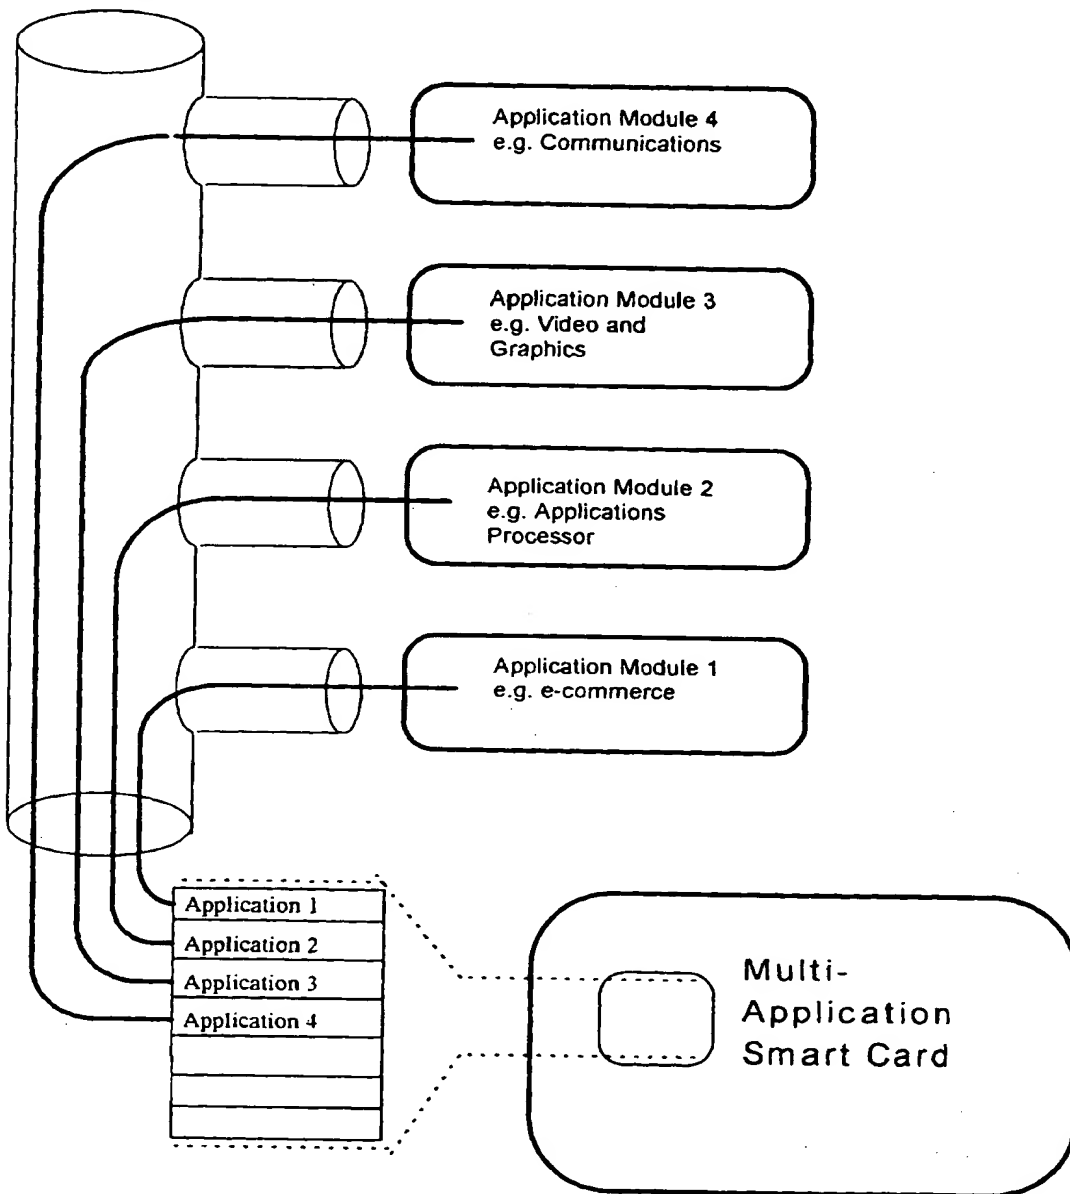 Application Module 4
e.g. Communications
Application Module 3
e.g. Video and
Graphics
Application Module 2
e.g. Applications
Processor
Application Module 1
e.g. e-commerce
Application 1
Application 2
Application 3
Application 4
Multi-
Application
Smart Card